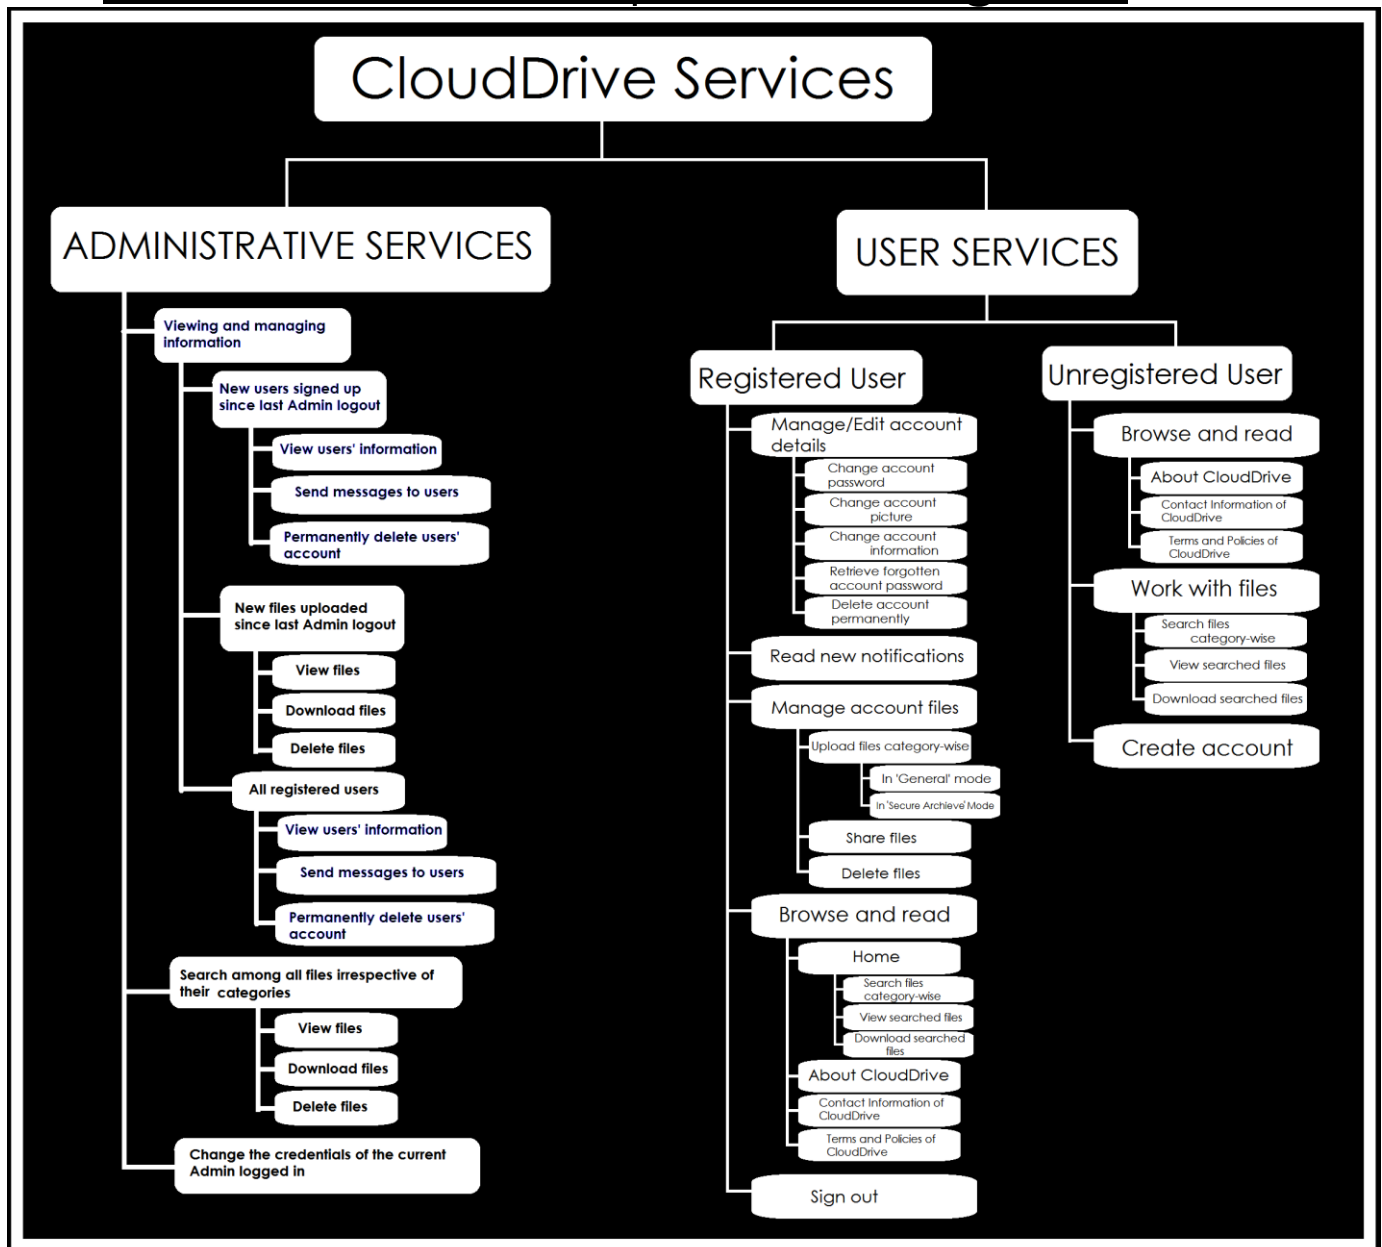 CloudDrive Services
ADMINISTRATIVE SERVICES
Viewing and managing
information
New users signed up
since last Admin logout
View users' information
Send messages to users
Permanently delete users'
account
New files uploaded
since last Admin logout
View files
Download files
Delete files
All registered users
View users' information
Send messages to users
Permanently delete users'
account
Search among all files irrespective of
their categories
View files
Download files
Delete files
Change the credentials of the current
Admin logged in
USER SERVICES
Registered User
Manage/Edit account
details
Change account
password
Change account
picture
Change account
information
Retrieve forgotten
account password
Delete account
permanently
Read new notifications
Manage account files
Upload files category-wise
In 'General' mode
In 'Secure Archieve' Mode
Share files
Delete files
Browse and read
Home
Search files
category-wise
View searched files
Download searched
files
About CloudDrive
Contact Information of
CloudDrive
Terms and Policies of
CloudDrive
Sign out
Unregistered User
Browse and read
About CloudDrive
Contact Information of
CloudDrive
Terms and Policies of
CloudDrive
Work with files
Search files
category-wise
View searched files
Download searched files
Create account